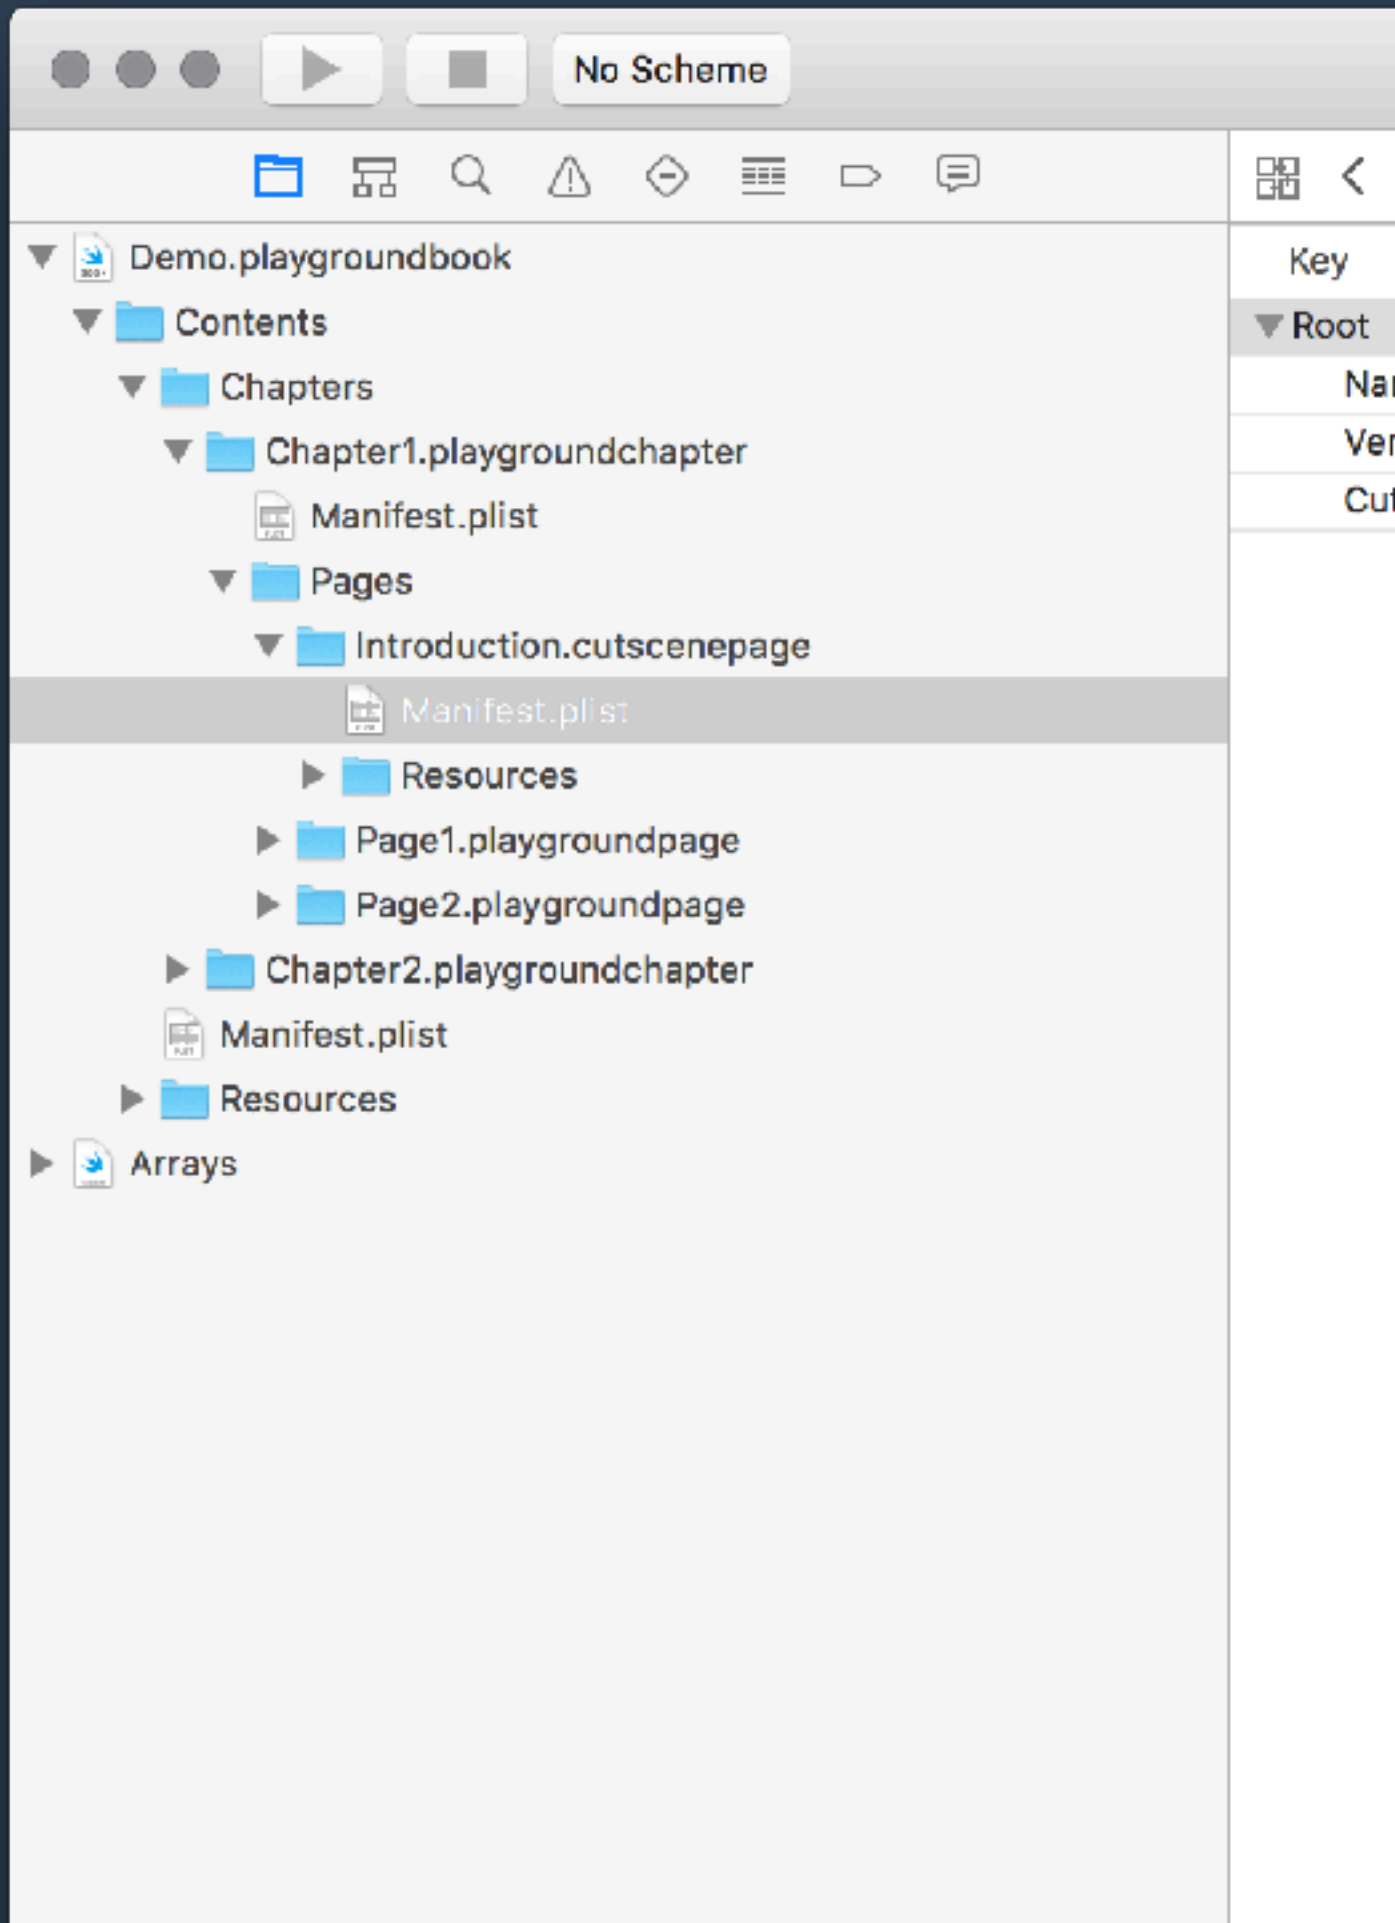 No Scheme
Demo.playgroundbook
Contents
Chapters
Chapter1.playgroundchapter
Manifest.plist
Pages
Introduction.cutscenepage
Manifest.plist
Resources
Page1.playgroundpage
Page2.playgroundpage
Chapter2.playgroundchapter
Manifest.plist
Resources
Arrays
Key
Root